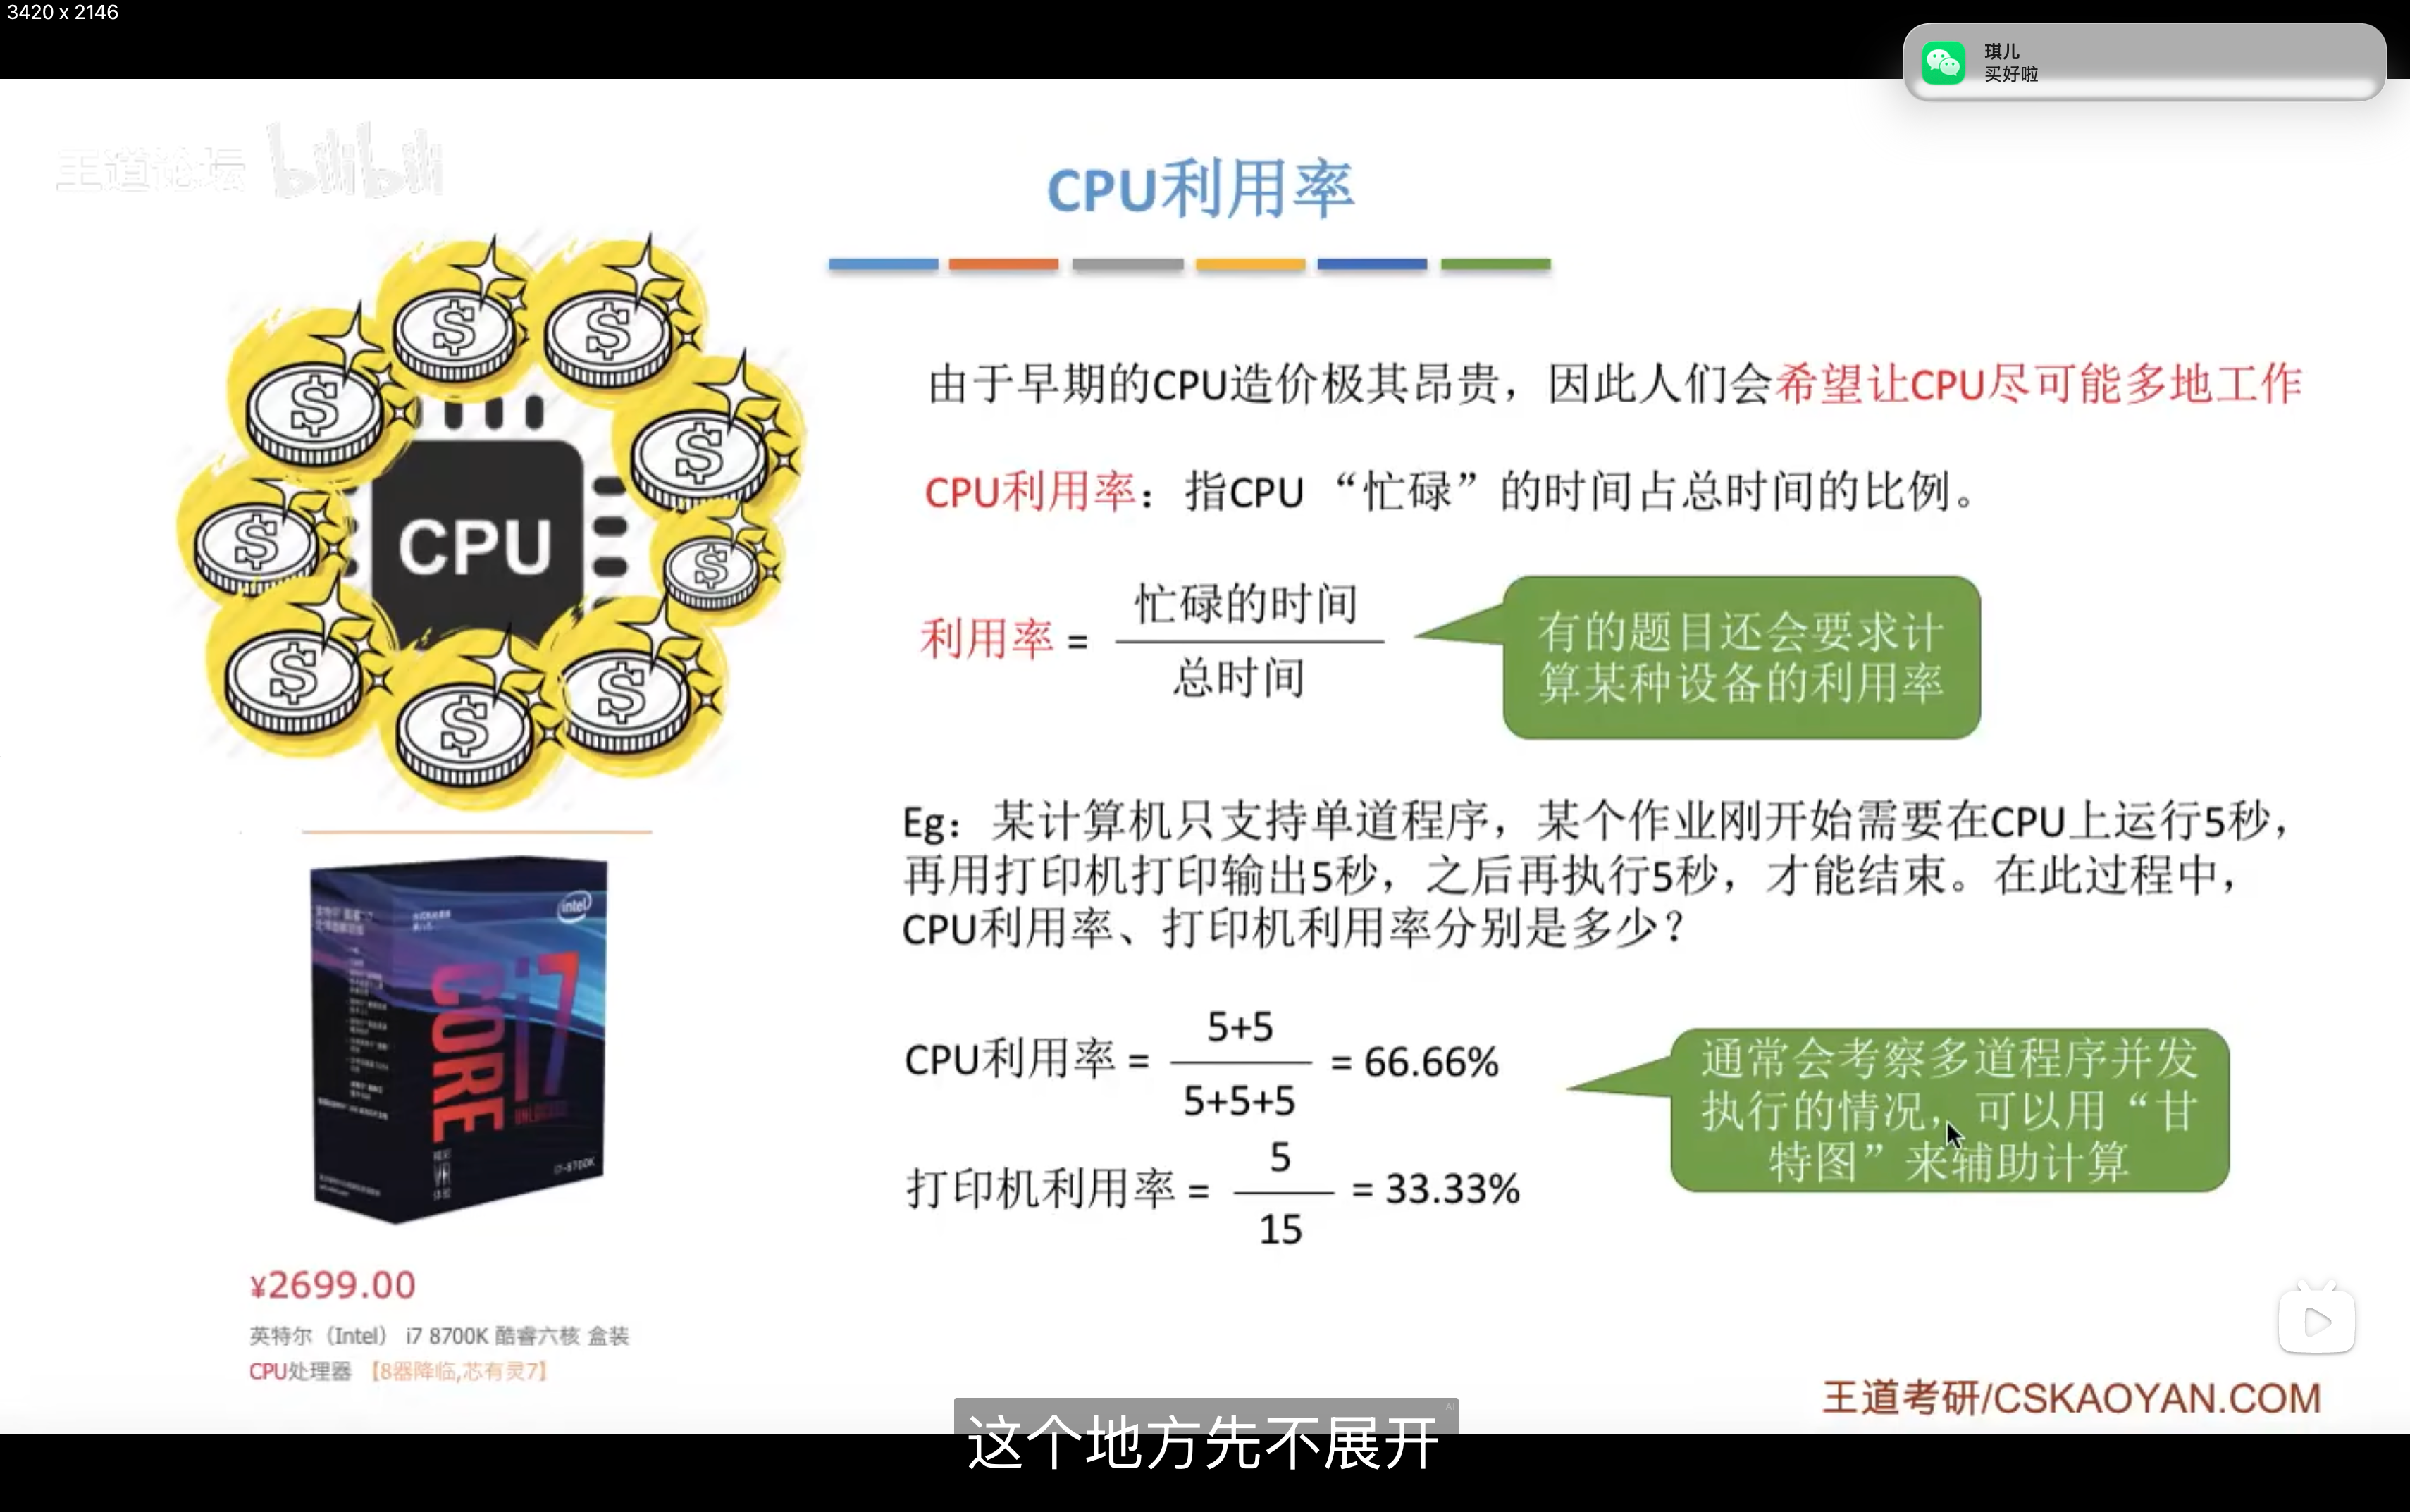 3420 x 2146
琪儿
买好啦
王道论坛 bilibili
CPU利用率
由于早期的CPU造价极其昂贵，因此人们会希望让CPU尽可能多地工作
CPU利用率：指CPU “忙碌”的时间占总时间的比例。
利用率 =
忙碌的时间
总时间
有的题目还会要求计
算某种设备的利用率
CPU
Eg：某计算机只支持单道程序，某个作业刚开始需要在CPU上运行5秒，
再用打印机打印输出5秒，之后再执行5秒，才能结束。在此过程中，
CPU利用率、打印机利用率分别是多少？
CPU利用率 =
5+5
5+5+5
= 66.66%
通常会考察多道程序并发
执行的情况，可以用“甘
特图”来辅助计算
打印机利用率 =
5
15
= 33.33%
intel
CORE i7
UNLOCKED
VR
i7-8700K
¥2699.00
英特尔（Intel） i7 8700K 酷睿六核 盒装
CPU处理器 【8器降临,芯有灵7】
王道考研/CSKAOYAN.COM
AI
这个地方先不展开